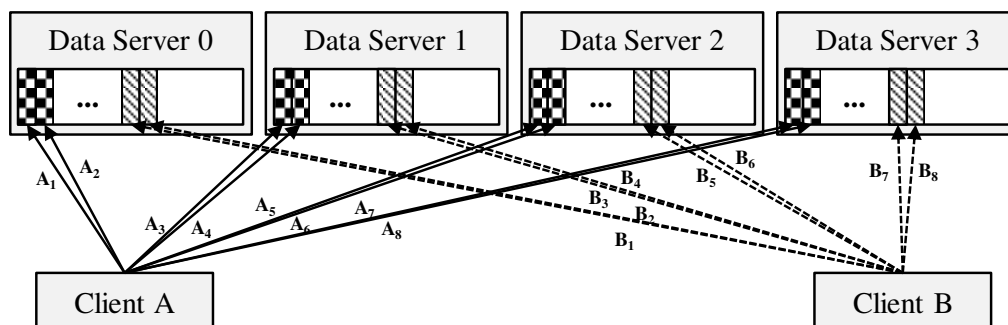 Data Server 0
Data Server 1
Data Server 2
Data Server 3
...
...
...
...
A1
A2
A3
A4
A5
A6
A7
A8
B1
B2
B3
B4
B5
B6
B7
B8
Client A
Client B